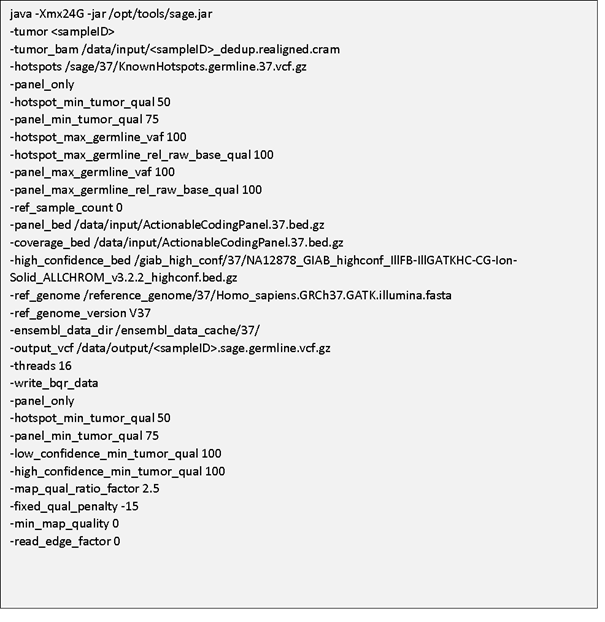 java -Xmx24G -jar /opt/tools/sage.jar
-tumor <sampleID>
-tumor_bam /data/input/<sampleID>_dedup.realigned.cram
-hotspots /sage/37/KnownHotspots.germline.37.vcf.gz
-panel_only
-hotspot_min_tumor_qual 50
-panel_min_tumor_qual 75
-hotspot_max_germline_vaf 100
-hotspot_max_germline_rel_raw_base_qual 100
-panel_max_germline_vaf 100
-panel_max_germline_rel_raw_base_qual 100
-ref_sample_count 0
-panel_bed /data/input/ActionableCodingPanel.37.bed.gz
-coverage_bed /data/input/ActionableCodingPanel.37.bed.gz
-high_confidence_bed /giab_high_conf/37/NA12878_GIAB_highconf_IllFB-IllGATKHC-CG-Ion-
Solid_ALLCHROM_v3.2.2_highconf.bed.gz
-ref_genome /reference_genome/37/Homo_sapiens.GRCh37.GATK.illumina.fasta
-ref_genome_version V37
-ensembl_data_dir /ensembl_data_cache/37/
-output_vcf /data/output/<sampleID>.sage.germline.vcf.gz
-threads 16
-write_bqr_data
-panel_only
-hotspot_min_tumor_qual 50
-panel_min_tumor_qual 75
-low_confidence_min_tumor_qual 100
-high_confidence_min_tumor_qual 100
-map_qual_ratio_factor 2.5
-fixed_qual_penalty -15
-min_map_quality 0
-read_edge_factor 0